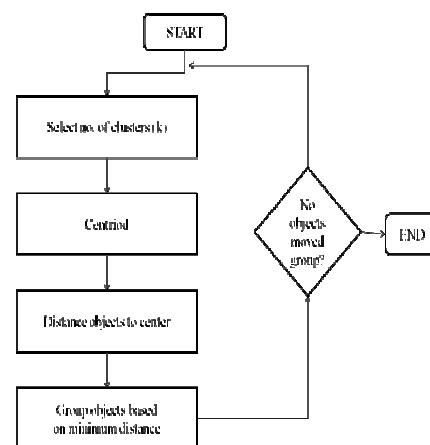 START
Select no. of clusters(k)
Centriod
Distance objects to center
Group objects based
on minimum distance
No
objects
moved
group?
END